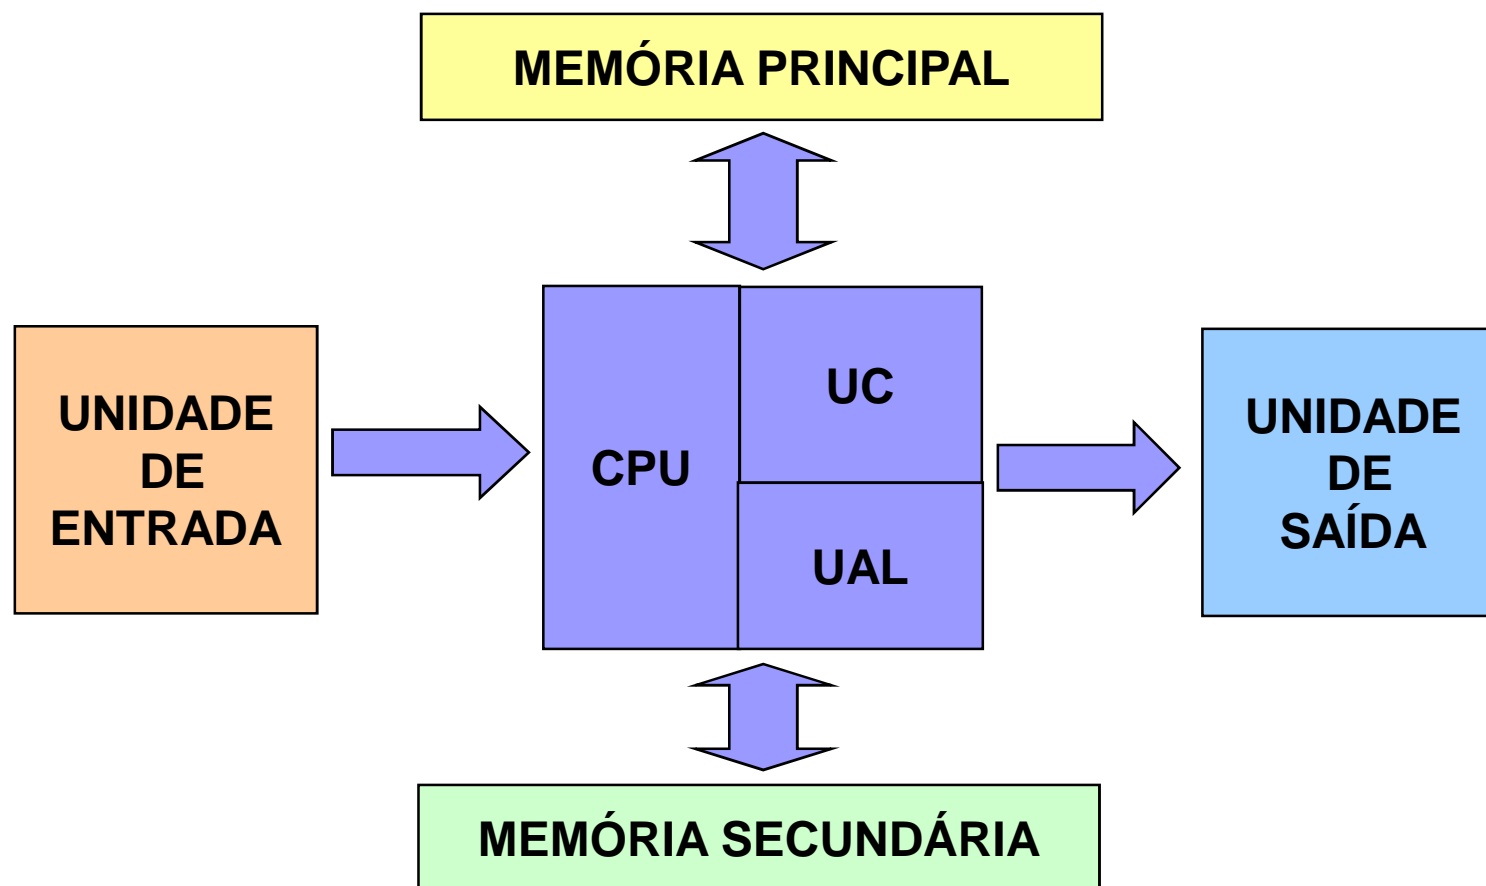 MEMÓRIA PRINCIPAL
UNIDADE
DE
ENTRADA
CPU
UC
UAL
UNIDADE
DE
SAÍDA
MEMÓRIA SECUNDÁRIA